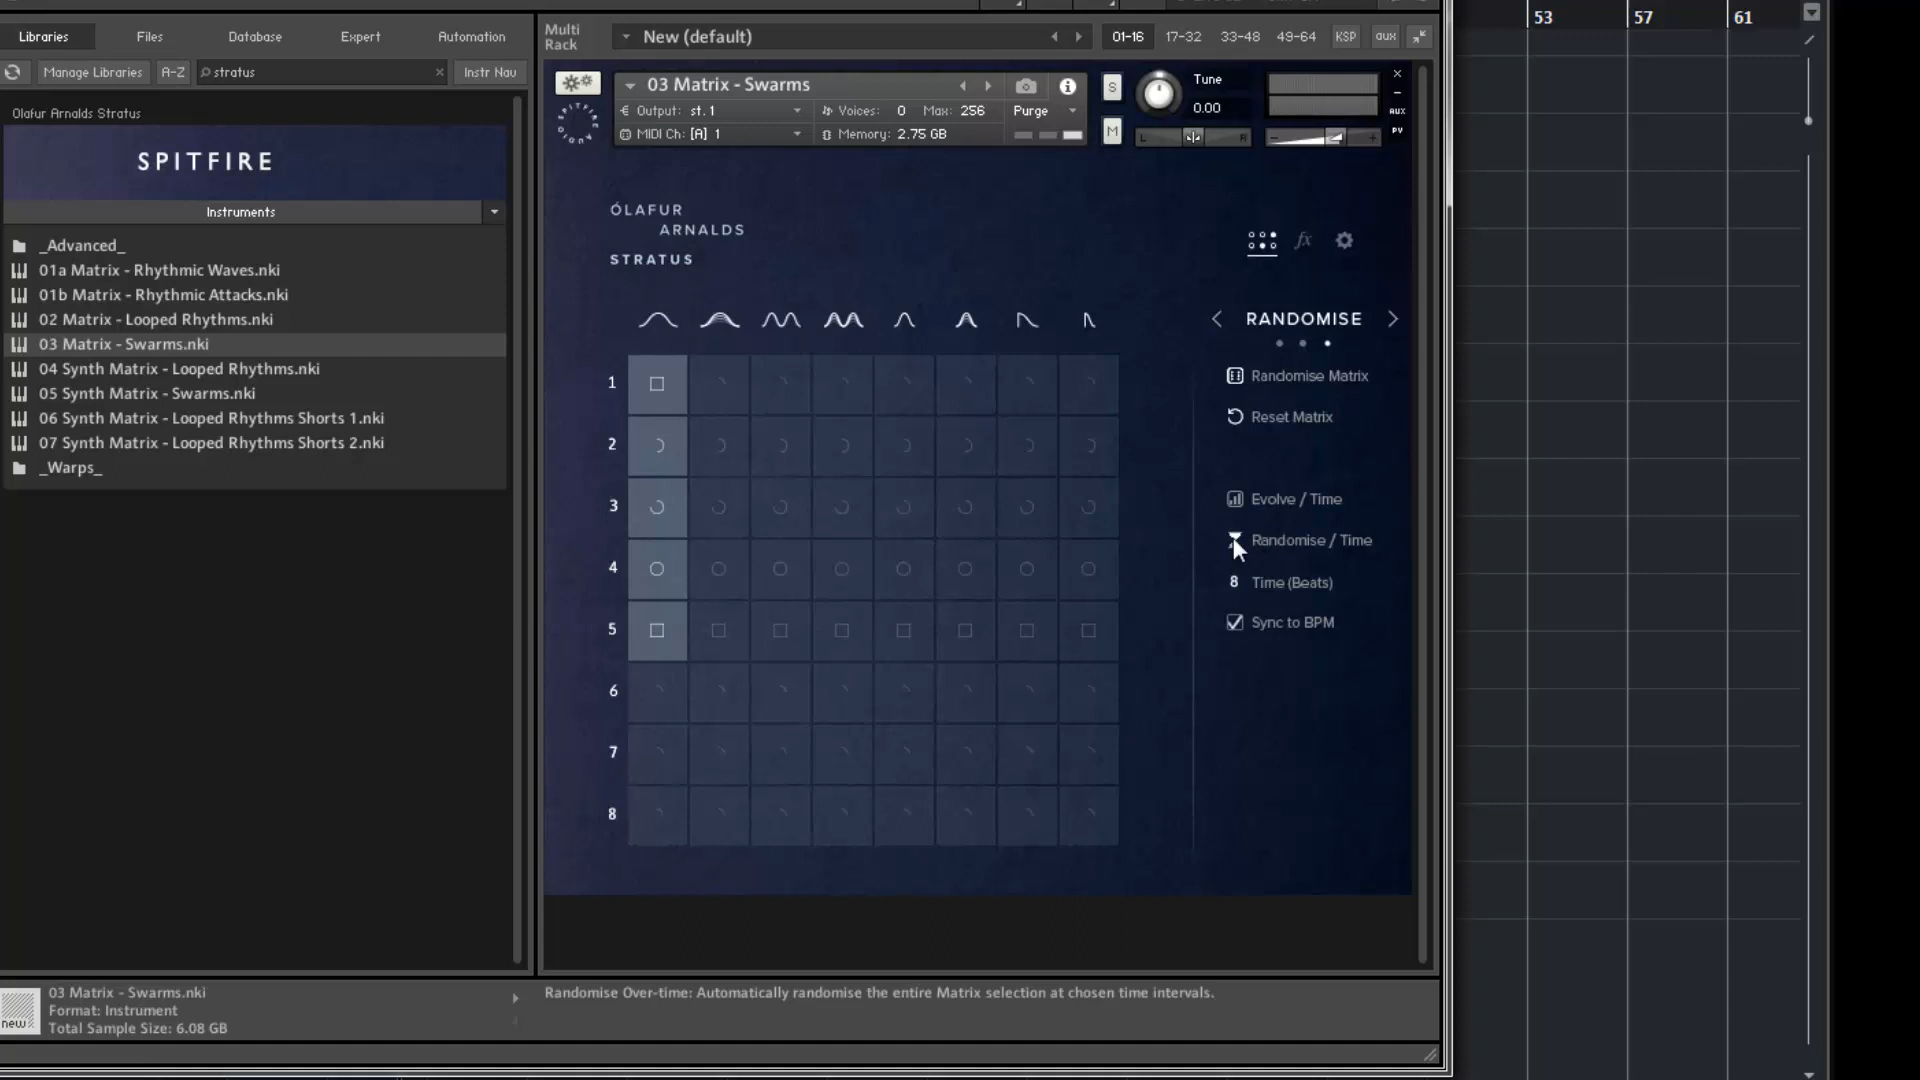 53 57 61
Libraries Files Database Expert Automation
Multi
Rack
New (default)
01-16 17-32 33-48 49-64 KSP aux
Manage Libraries A-Z stratus × Instr Nav
03 Matrix - Swarms
Output: st.1 Voices: 0 Max: 256 Purge
MIDI Ch: [A] 1 Memory: 2.75 GB
S
M
Tune
0.00
L R
- +
×
-
AUX
PV
Olafur Arnalds Stratus
SPITFIRE
Instruments
_Advanced_
01a Matrix - Rhythmic Waves.nki
01b Matrix - Rhythmic Attacks.nki
02 Matrix - Looped Rhythms.nki
03 Matrix - Swarms.nki
04 Synth Matrix - Looped Rhythms.nki
05 Synth Matrix - Swarms.nki
06 Synth Matrix - Looped Rhythms Shorts 1.nki
07 Synth Matrix - Looped Rhythms Shorts 2.nki
_Warps_
ÓLAFUR
ARNALDS
STRATUS
fx
RANDOMISE
1
2
3
4
5
6
7
8
Randomise Matrix
Reset Matrix
Evolve / Time
Randomise / Time
8 Time (Beats)
Sync to BPM
new
03 Matrix - Swarms.nki
Format: Instrument
Total Sample Size: 6.08 GB
Randomise Over-time: Automatically randomise the entire Matrix selection at chosen time intervals.